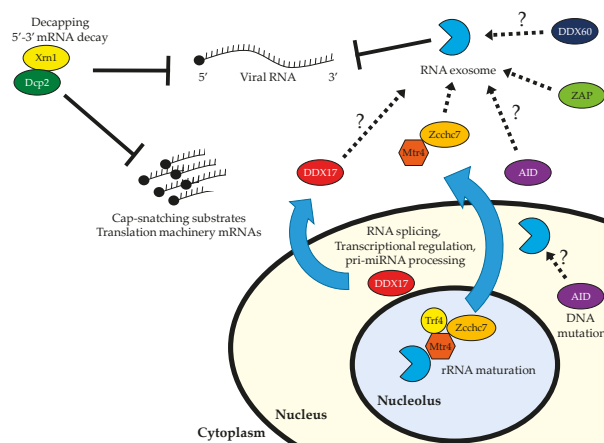 Decapping
5'-3' mRNA decay
Xrn1
Dcp2
5'
Viral RNA
3'
RNA exosome
?
DDX60
ZAP
?
AID
?
Zcchc7
Mtr4
DDX17
Cap-snatching substrates
Translation machinery mRNAs
RNA splicing,
Transcriptional regulation,
pri-miRNA processing
DDX17
?
AID
DNA
mutation
Trf4
Zcchc7
Mtr4
rRNA maturation
Nucleolus
Nucleus
Cytoplasm